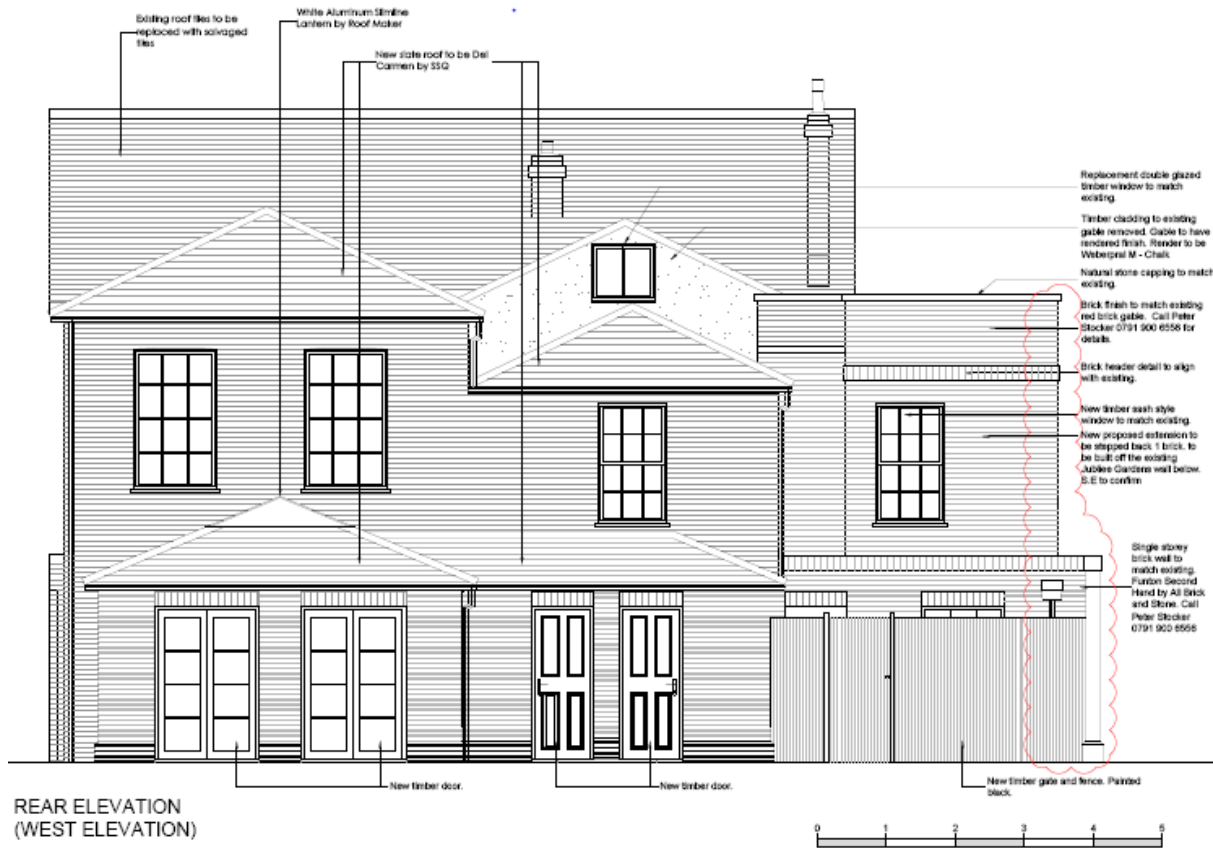 Existing roof tiles to be
replaced with salvaged
tiles
White Aluminum Slimline
Lantern by Roof Maker
New slate roof to be Del
Carmen by SSQ
Replacement double glazed
timber window to match
existing.
Timber cladding to existing
gable removed. Gable to have
rendered finish. Render to be
Weberpral M - Chalk
Natural stone capping to match
existing.
Brick finish to match existing
red brick gable. Call Peter
Stocker 0791 900 6556 for
details.
Brick header detail to align
with existing.
New timber sash style
window to match existing.
New proposed extension to
be stepped back 1 brick. to
be built off the existing
Jubilee Gardens wall below.
S.E to confirm
Single storey
brick wall to
match existing.
Funton Second
Hand by All Brick
and Stone. Call
Peter Stocker
0791 900 6556
New timber door.
New timber door.
New timber gate and fence. Painted
black.
REAR ELEVATION
(WEST ELEVATION)
0 1 2 3 4 5